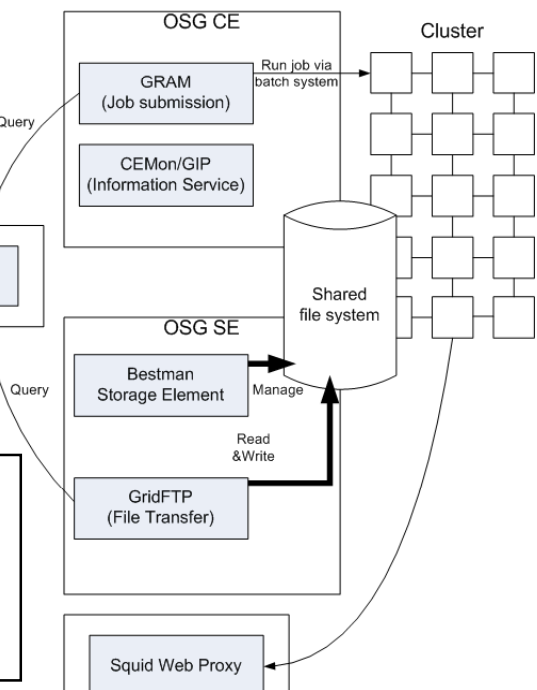 OSG CE
Cluster
GRAM
(Job submission)
Run job via
batch system
Query
CEMon/GIP
(Information Service)
Shared
file system
OSG SE
Bestman
Storage Element
Manage
Query
Read
&Write
GridFTP
(File Transfer)
Squid Web Proxy